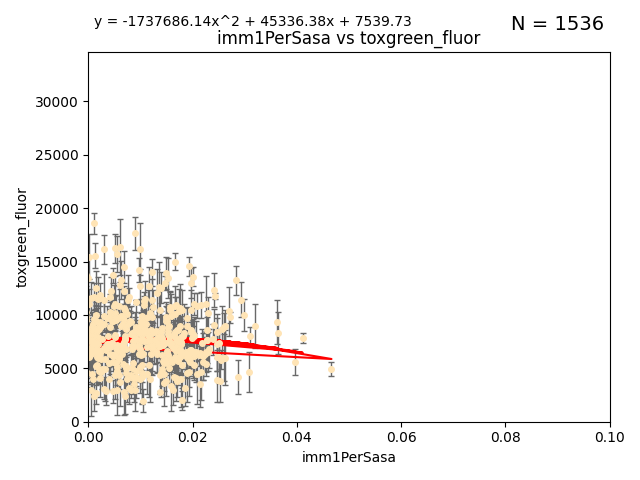 y = -1737686.14x^2 + 45336.38x + 7539.73
N = 1536
imm1PerSasa vs toxgreen_fluor
30000
25000
20000
15000
10000
5000
0
toxgreen_fluor
0.00 0.02 0.04 0.06 0.08 0.10
imm1PerSasa